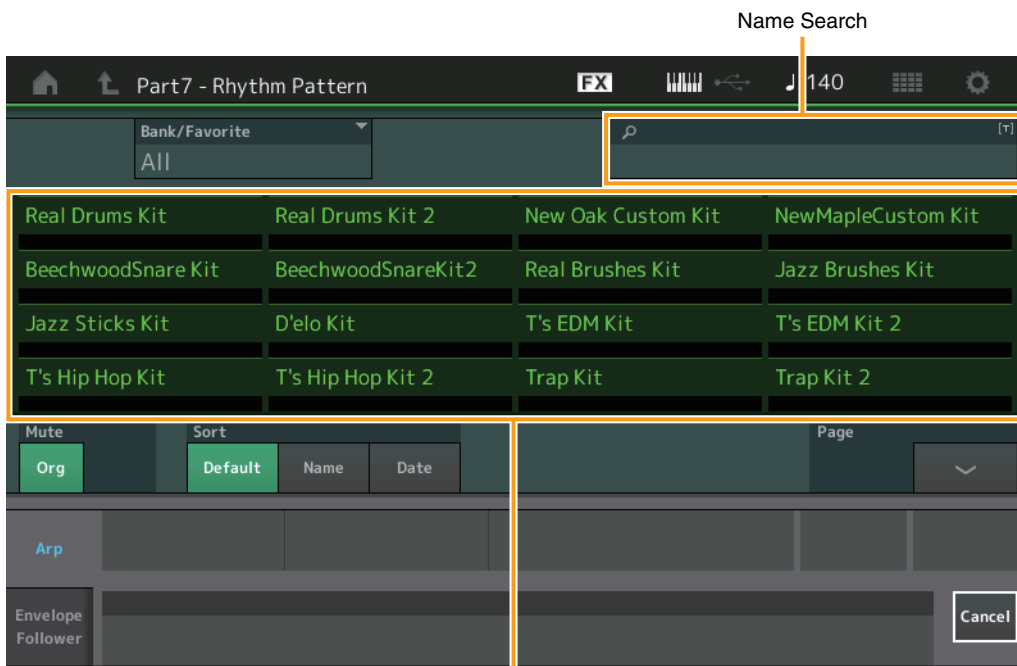 Name Search
Part7 - Rhythm Pattern FX ♩ 140
Bank/Favorite
All
[T]
Real Drums Kit Real Drums Kit 2 New Oak Custom Kit NewMapleCustom Kit
BeechwoodSnare Kit BeechwoodSnareKit2 Real Brushes Kit Jazz Brushes Kit
Jazz Sticks Kit D'elo Kit T's EDM Kit T's EDM Kit 2
T's Hip Hop Kit T's Hip Hop Kit 2 Trap Kit Trap Kit 2
Mute Sort Page
Org Default Name Date
Arp
Envelope
Follower
Cancel